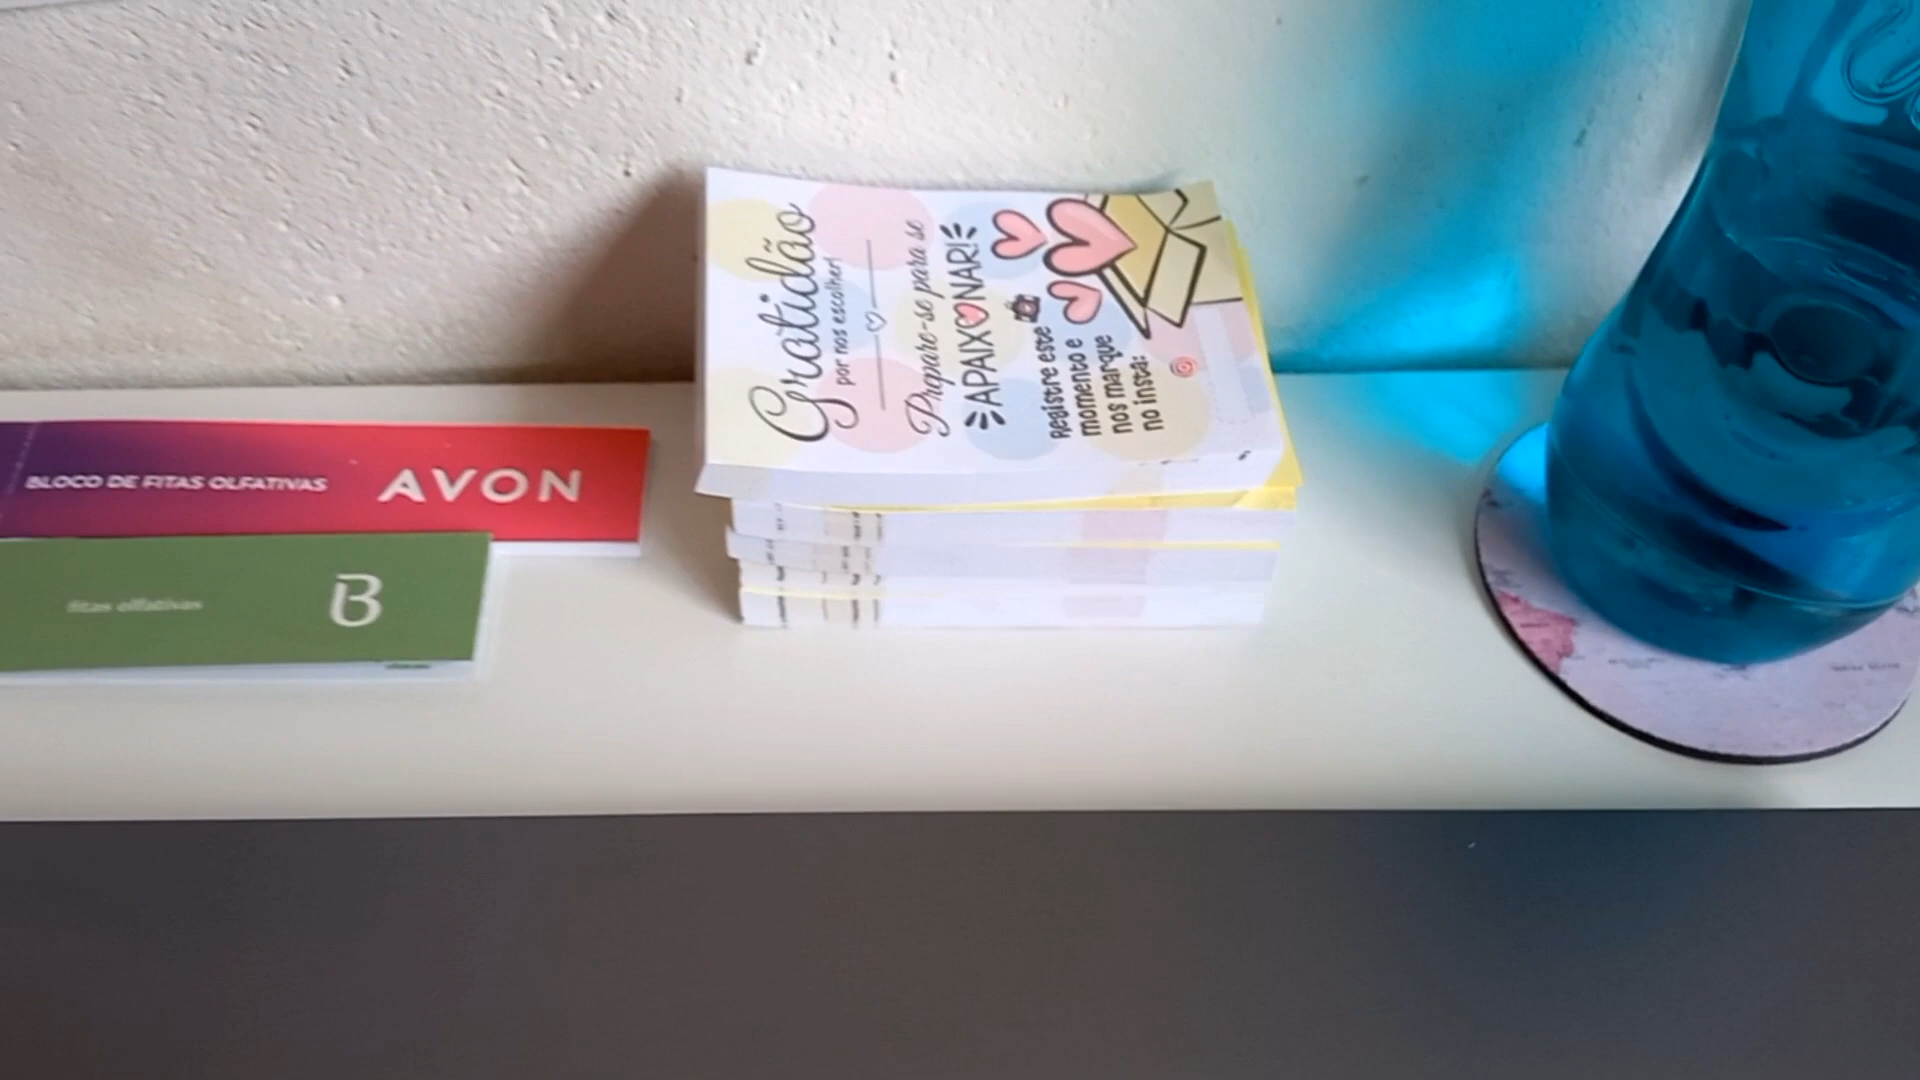 BLOCO DE FITAS OLFATIVAS
AVON
fitas olfativas
B
Gratidão
por nos escolher!
Prepare-se para se
APAIXONAR!
Registre este
momento e
nos marque
no insta: